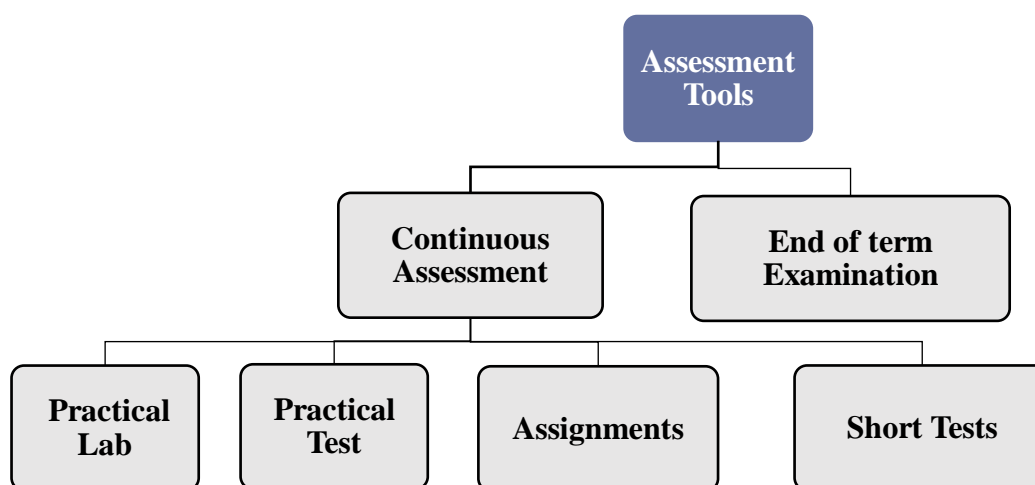 Assessment
Tools
Continuous
Assessment
End of term
Examination
Practical
Lab
Practical
Test
Assignments
Short Tests